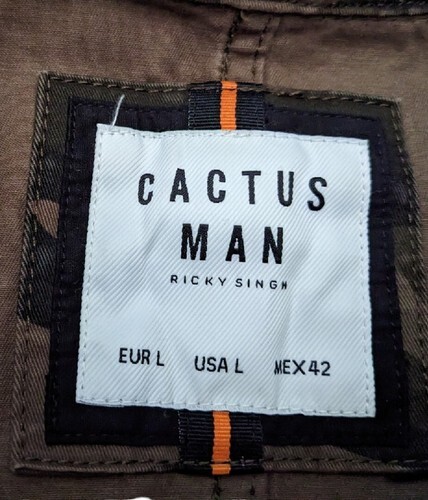 CACTUS
MAN
RICKY SINGH
EUR L USA L MEX 42